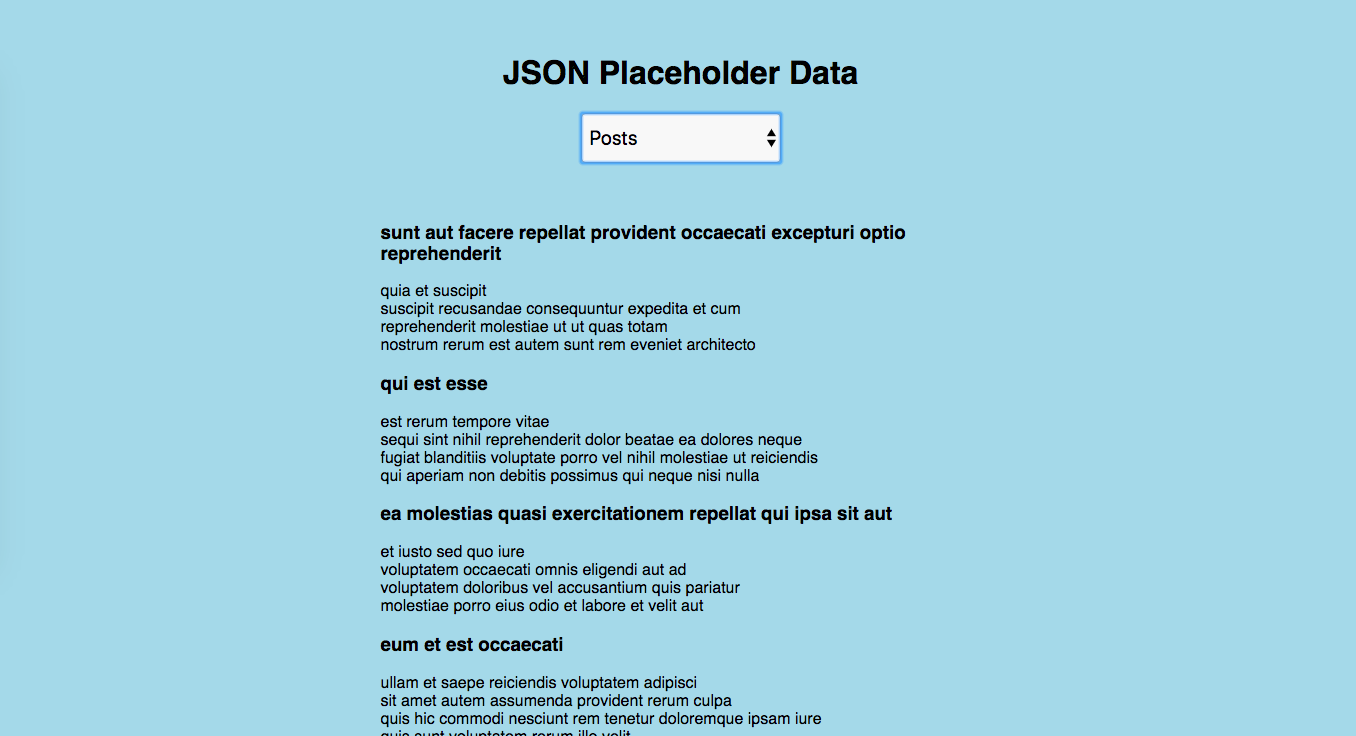 JSON Placeholder Data
Posts
sunt aut facere repellat provident occaecati excepturi optio
reprehenderit
quia et suscipit
suscipit recusandae consequuntur expedita et cum
reprehenderit molestiae ut ut quas totam
nostrum rerum est autem sunt rem eveniet architecto
qui est esse
est rerum tempore vitae
sequi sint nihil reprehenderit dolor beatae ea dolores neque
fugiat blanditiis voluptate porro vel nihil molestiae ut reiciendis
qui aperiam non debitis possimus qui neque nisi nulla
ea molestias quasi exercitationem repellat qui ipsa sit aut
et iusto sed quo iure
voluptatem occaecati omnis eligendi aut ad
voluptatem doloribus vel accusantium quis pariatur
molestiae porro eius odio et labore et velit aut
eum et est occaecati
ullam et saepe reiciendis voluptatem adipisci
sit amet autem assumenda provident rerum culpa
quis hic commodi nesciunt rem tenetur doloremque ipsam iure
quis sunt voluptatem rerum illo velit